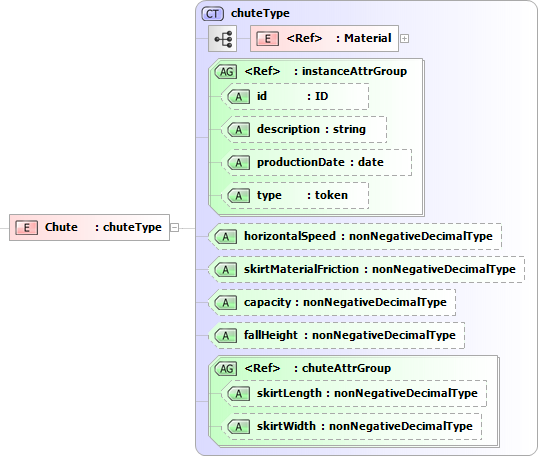 CT chuteType
E <Ref> : Material
AG <Ref> : instanceAttrGroup
A id : ID
A description : string
A productionDate : date
A type : token
E Chute : chuteType
A horizontalSpeed : nonNegativeDecimalType
A skirtMaterialFriction : nonNegativeDecimalType
A capacity : nonNegativeDecimalType
A fallHeight : nonNegativeDecimalType
AG <Ref> : chuteAttrGroup
A skirtLength : nonNegativeDecimalType
A skirtWidth : nonNegativeDecimalType